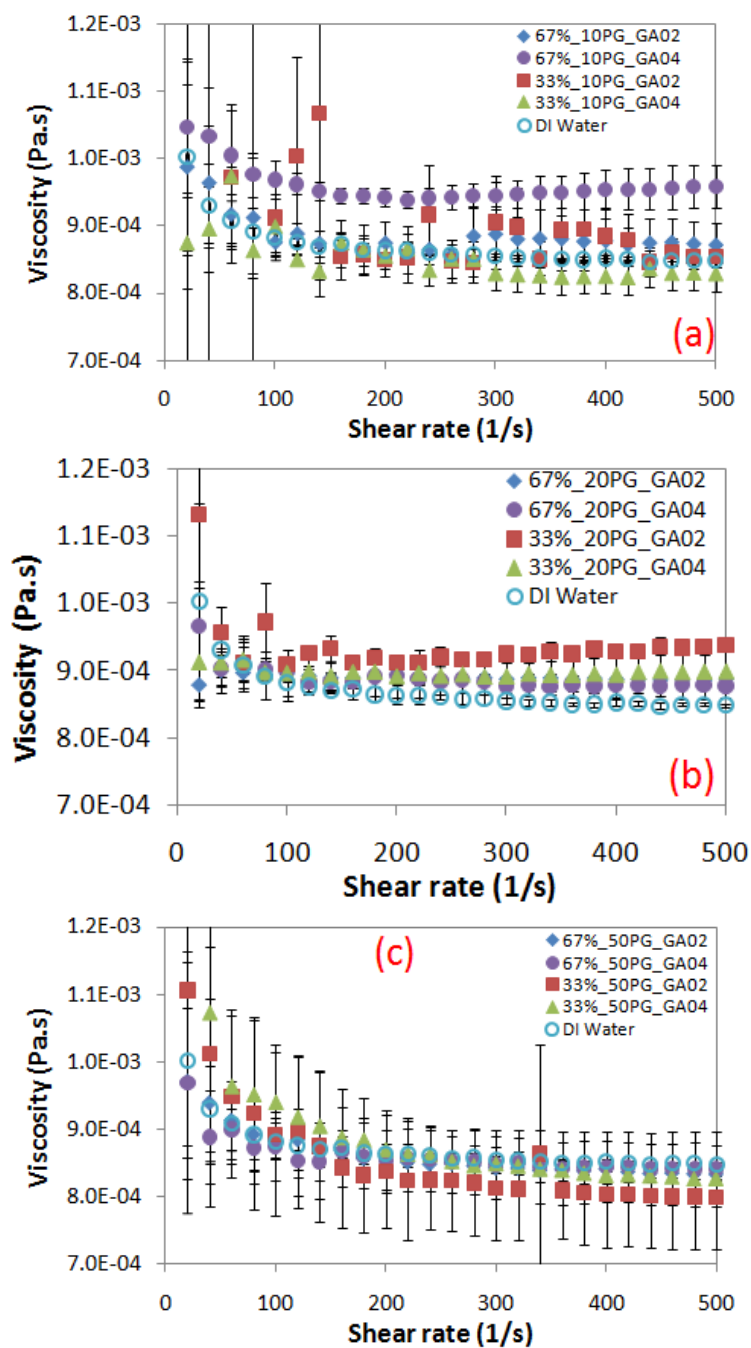 1.2E-03
1.1E-03
1.0E-03
9.0E-04
8.0E-04
7.0E-04
Viscosity (Pa.s)
67%_10PG_GA02
67%_10PG_GA04
33%_10PG_GA02
33%_10PG_GA04
DI Water
(a)
0 100 200 300 400 500
Shear rate (1/s)
1.2E-03
1.1E-03
1.0E-03
9.0E-04
8.0E-04
7.0E-04
Viscosity (Pa.s)
67%_20PG_GA02
67%_20PG_GA04
33%_20PG_GA02
33%_20PG_GA04
DI Water
(b)
0 100 200 300 400 500
Shear rate (1/s)
1.2E-03
1.1E-03
1.0E-03
9.0E-04
8.0E-04
7.0E-04
Viscosity (Pa.s)
(c)
67%_50PG_GA02
67%_50PG_GA04
33%_50PG_GA02
33%_50PG_GA04
DI Water
0 100 200 300 400 500
Shear rate (1/s)